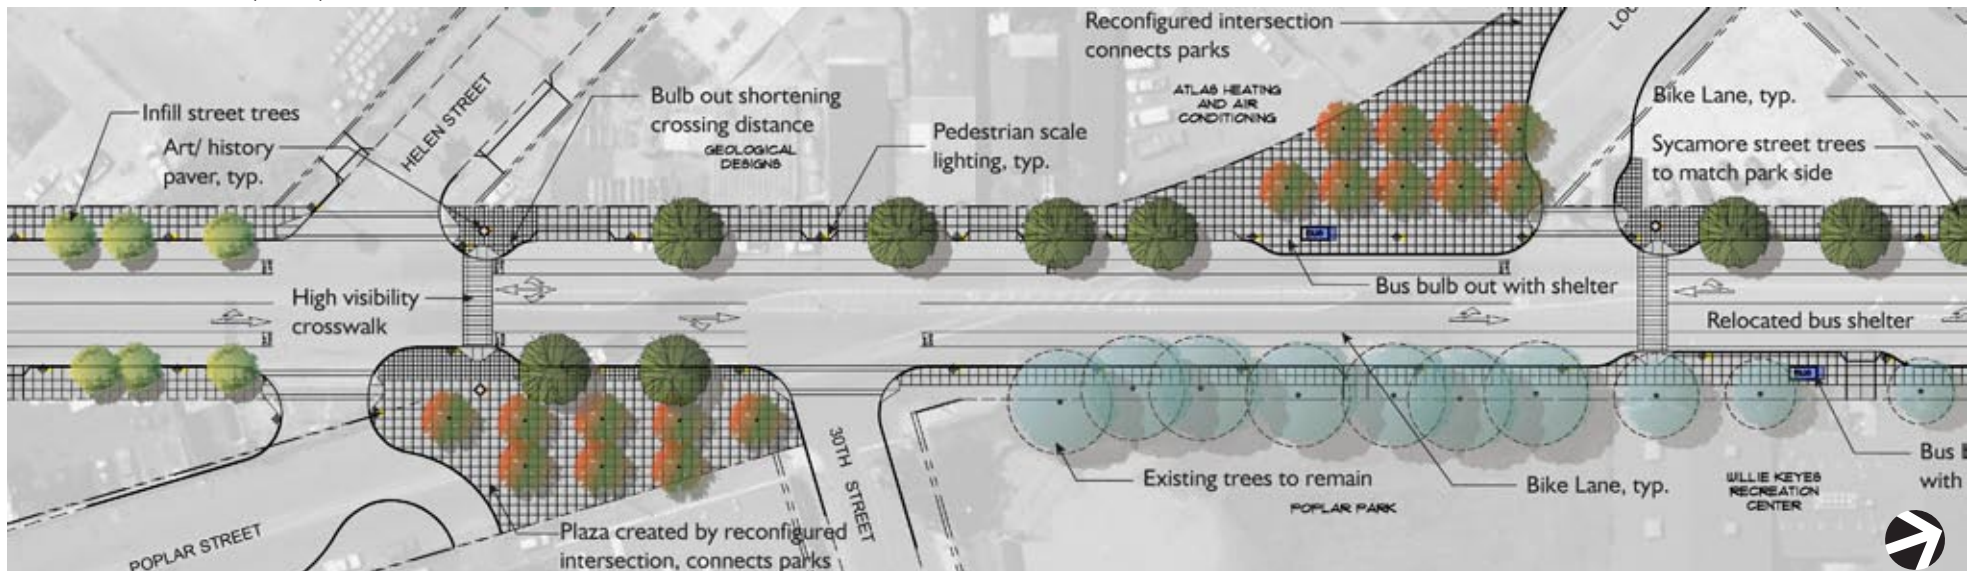 Reconfigured intersection
connects parks
LOU
Infill street trees
Art/ history
paver, typ.
HELEN STREET
Bulb out shortening
crossing distance
GEOLOGICAL
DESIGNS
Pedestrian scale
lighting, typ.
ATLAS HEATING
AND AIR
CONDITIONING
Bike Lane, typ.
Sycamore street trees
to match park side
BUS
High visibility
crosswalk
Bus bulb out with shelter
Relocated bus shelter
BUS
POPLAR STREET
30TH STREET
Plaza created by reconfigured
intersection, connects parks
Existing trees to remain
POPLAR PARK
Bike Lane, typ.
WILLIE KEYES
RECREATION
CENTER
Bus
with